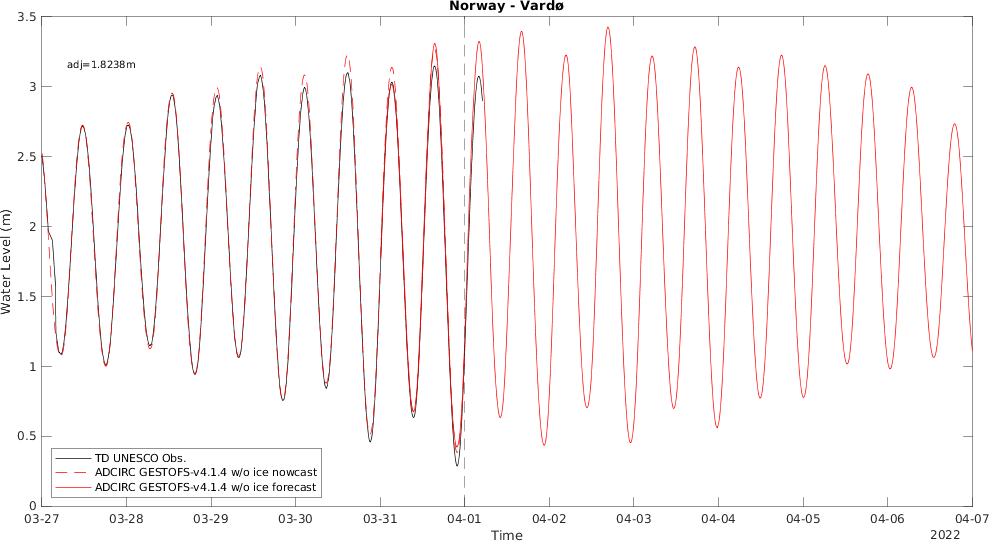 Norway - Vardø
3.5
3
2.5
2
1.5
1
0.5
0
Water Level (m)
adj=1.8238m
TD UNESCO Obs.
ADCIRC GESTOFS-v4.1.4 w/o ice nowcast
ADCIRC GESTOFS-v4.1.4 w/o ice forecast
03-27 03-28 03-29 03-30 03-31 04-01 04-02 04-03 04-04 04-05 04-06 04-07
Time
2022